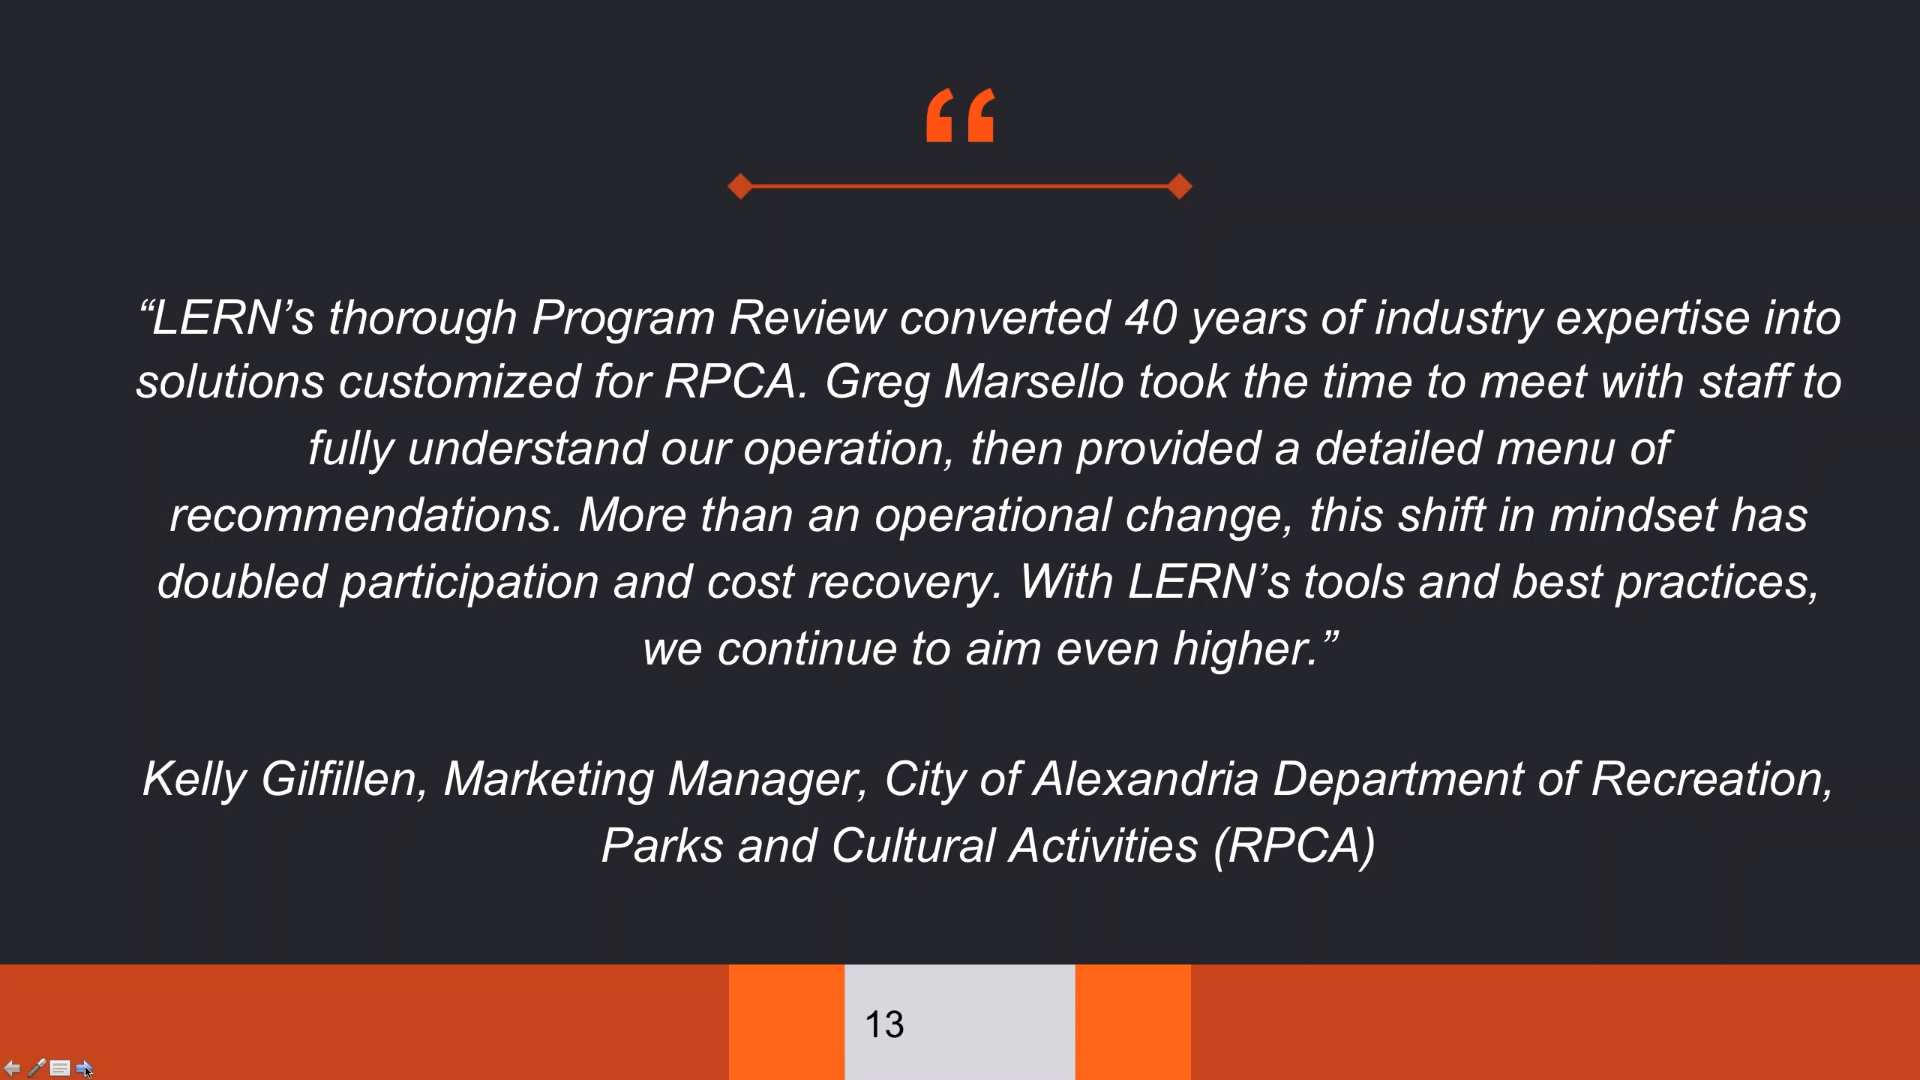 “
“LERN’s thorough Program Review converted 40 years of industry expertise into
solutions customized for RPCA. Greg Marsello took the time to meet with staff to
fully understand our operation, then provided a detailed menu of
recommendations. More than an operational change, this shift in mindset has
doubled participation and cost recovery. With LERN’s tools and best practices,
we continue to aim even higher.”
Kelly Gilfillen, Marketing Manager, City of Alexandria Department of Recreation,
Parks and Cultural Activities (RPCA)
13